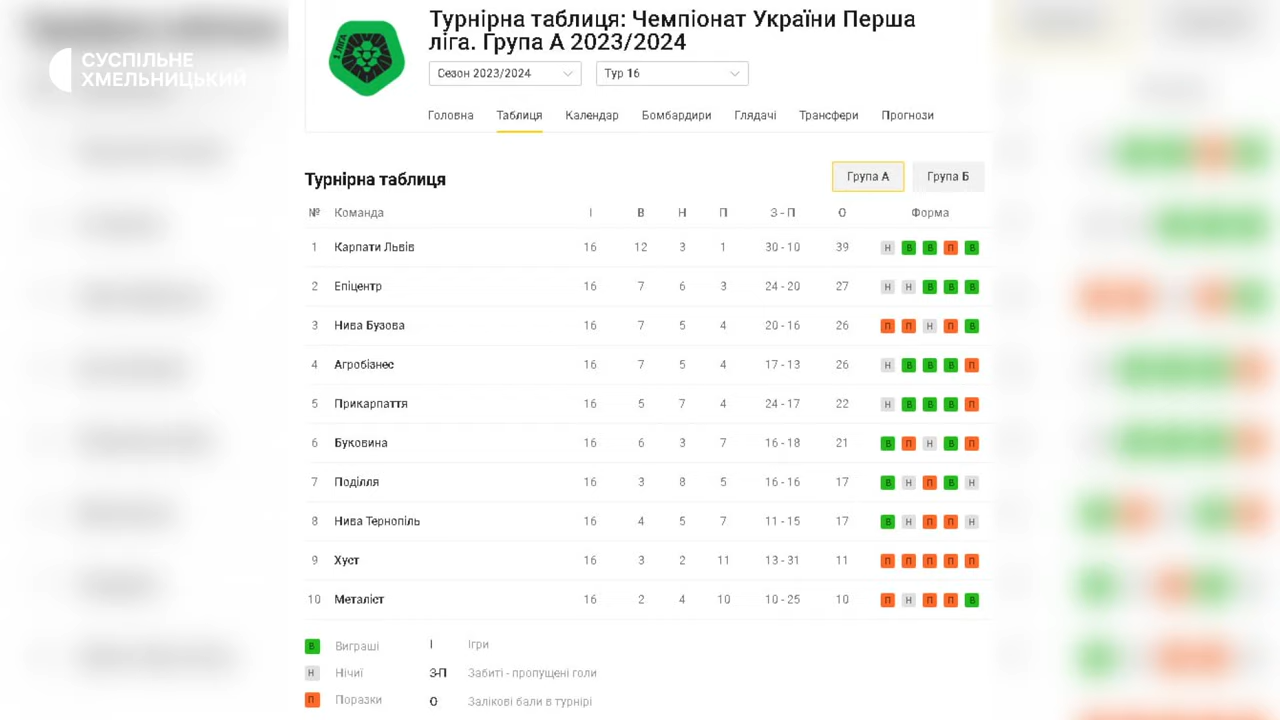 СУСПІЛЬНЕ
ХМЕЛЬНИЦЬКИЙ
1 ЛІГА
Турнірна таблиця: Чемпіонат України Перша
ліга. Група А 2023/2024
Сезон 2023/2024 Тур 16
Головна Таблиця Календар Бомбардири Глядачі Трансфери Прогнози
Турнірна таблиця Група А Група Б
№ Команда І В Н П З - П О Форма
1 Карпати Львів 16 12 3 1 30 - 10 39 Н В В П В
2 Епіцентр 16 7 6 3 24 - 20 27 Н Н В В В
3 Нива Бузова 16 7 5 4 20 - 16 26 П П Н П В
4 Агробізнес 16 7 5 4 17 - 13 26 Н В В В П
5 Прикарпаття 16 5 7 4 24 - 17 22 Н В В В П
6 Буковина 16 6 3 7 16 - 18 21 В П Н В П
7 Поділля 16 3 8 5 16 - 16 17 В Н П В Н
8 Нива Тернопіль 16 4 5 7 11 - 15 17 В Н П П Н
9 Хуст 16 3 2 11 13 - 31 11 П П П П П
10 Металіст 16 2 4 10 10 - 25 10 П Н П П В
В Виграші І Ігри
Н Нічиї З-П Забиті - пропущені голи
П Поразки О Залікові бали в турнірі